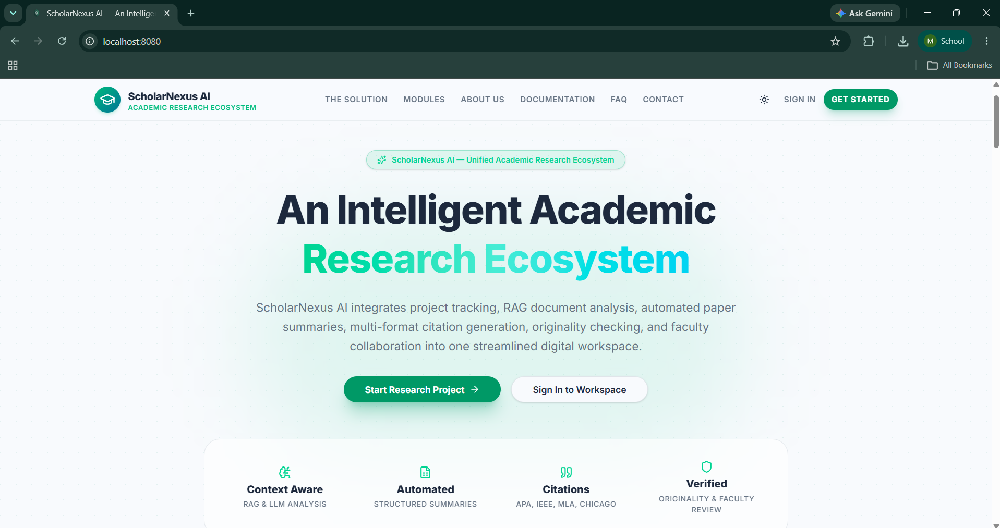 ScholarNexus AI — An Intellige
Ask Gemini
localhost:8080
M School
All Bookmarks
ScholarNexus AI
ACADEMIC RESEARCH ECOSYSTEM
THE SOLUTION MODULES ABOUT US DOCUMENTATION FAQ CONTACT
SIGN IN GET STARTED
ScholarNexus AI — Unified Academic Research Ecosystem
An Intelligent Academic
Research Ecosystem
ScholarNexus AI integrates project tracking, RAG document analysis, automated paper
summaries, multi-format citation generation, originality checking, and faculty
collaboration into one streamlined digital workspace.
Start Research Project → Sign In to Workspace
Context Aware
RAG & LLM ANALYSIS
Automated
STRUCTURED SUMMARIES
Citations
APA, IEEE, MLA, CHICAGO
Verified
ORIGINALITY & FACULTY
REVIEW